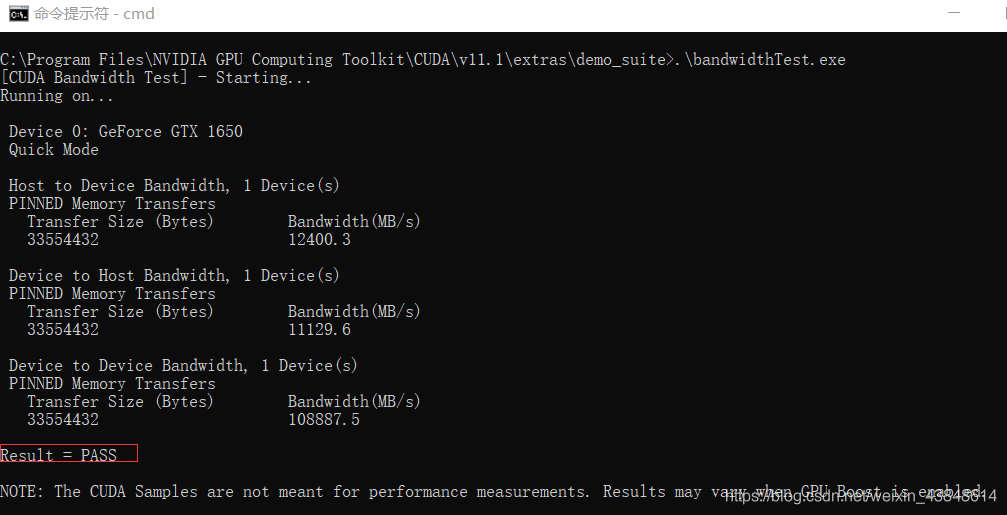 命令提示符 - cmd
C:\Program Files\NVIDIA GPU Computing Toolkit\CUDA\v11.1\extras\demo_suite>.\bandwidthTest.exe
[CUDA Bandwidth Test] - Starting...
Running on...
Device 0: GeForce GTX 1650
Quick Mode
Host to Device Bandwidth, 1 Device(s)
PINNED Memory Transfers
Transfer Size (Bytes) Bandwidth(MB/s)
33554432 12400.3
Device to Host Bandwidth, 1 Device(s)
PINNED Memory Transfers
Transfer Size (Bytes) Bandwidth(MB/s)
33554432 11129.6
Device to Device Bandwidth, 1 Device(s)
PINNED Memory Transfers
Transfer Size (Bytes) Bandwidth(MB/s)
33554432 108887.5
Result = PASS
NOTE: The CUDA Samples are not meant for performance measurements. Results may vary when GPU Boost is enabled.
https://blog.csdn.net/weixin_43848614